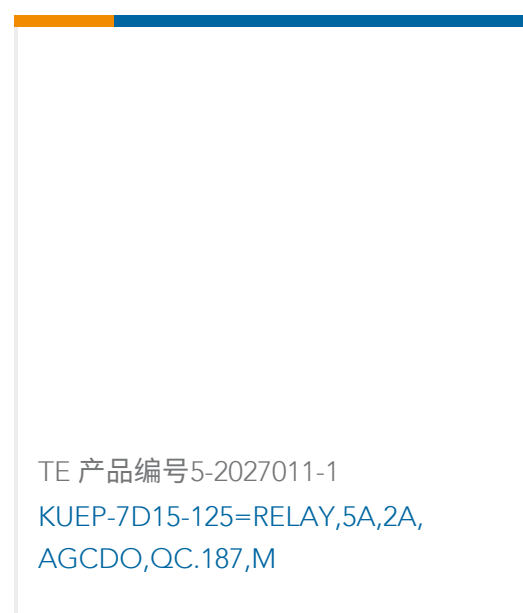 TE 产品编号5-2027011-1
KUEP-7D15-125=RELAY,5A,2A,
AGCDO,QC.187,M